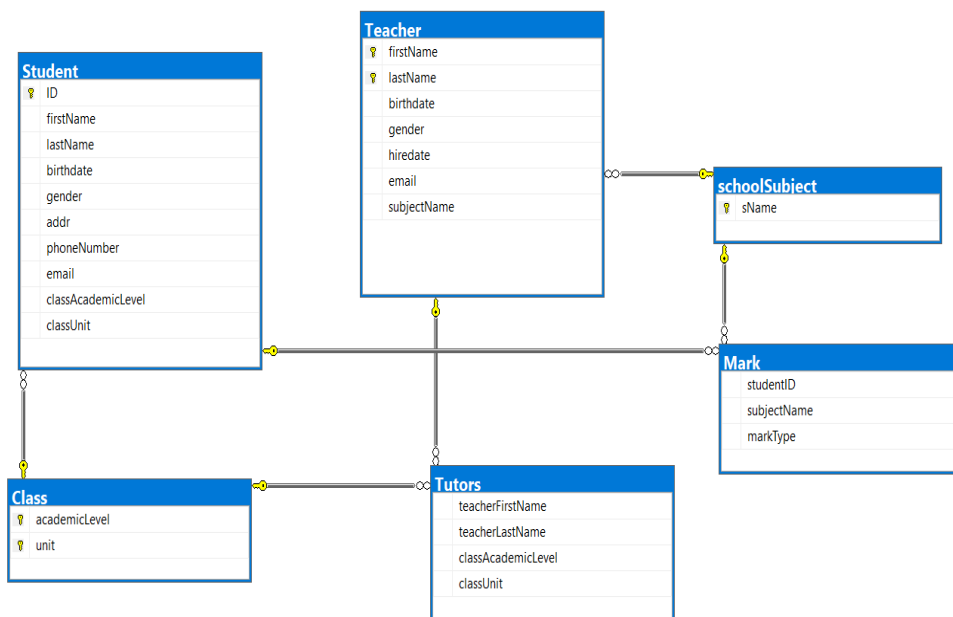 Student
ID
firstName
lastName
birthdate
gender
addr
phoneNumber
email
classAcademicLevel
classUnit
Teacher
firstName
lastName
birthdate
gender
hiredate
email
subjectName
schoolSubject
sName
Mark
studentID
subjectName
markType
Class
academicLevel
unit
Tutors
teacherFirstName
teacherLastName
classAcademicLevel
classUnit